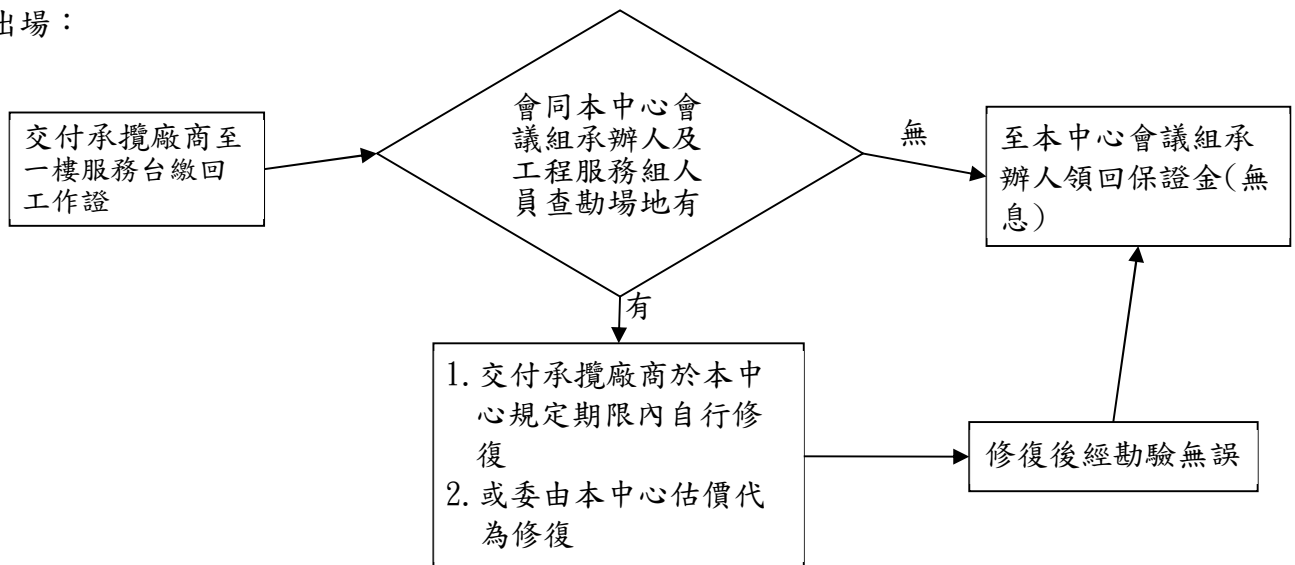 出場：
交付承攬廠商至
一樓服務台繳回
工作證
會同本中心會
議組承辦人及
工程服務組人
員查勘場地有
無
至本中心會議組承
辦人領回保證金(無
息)
有
1. 交付承攬廠商於本中
心規定期限內自行修
復
2. 或委由本中心估價代
為修復
修復後經勘驗無誤